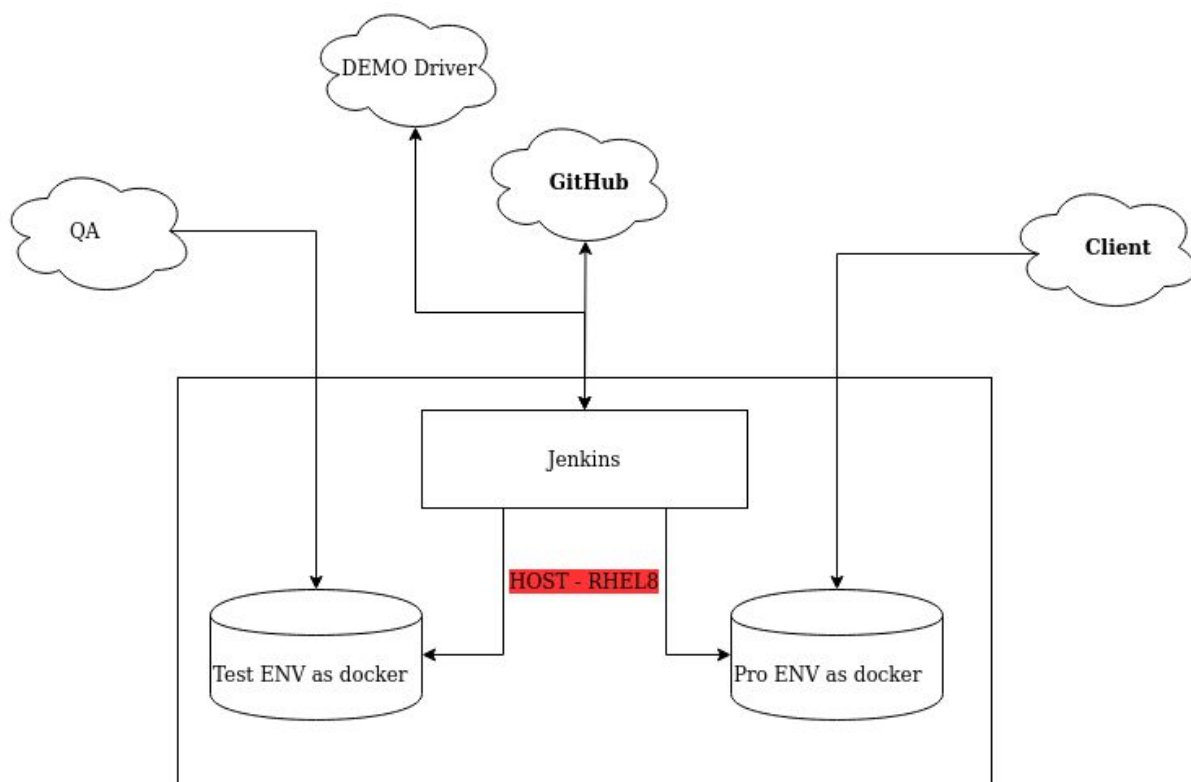 DEMO Driver
GitHub
QA
Client
Jenkins
HOST - RHEL8
Test ENV as docker
Pro ENV as docker